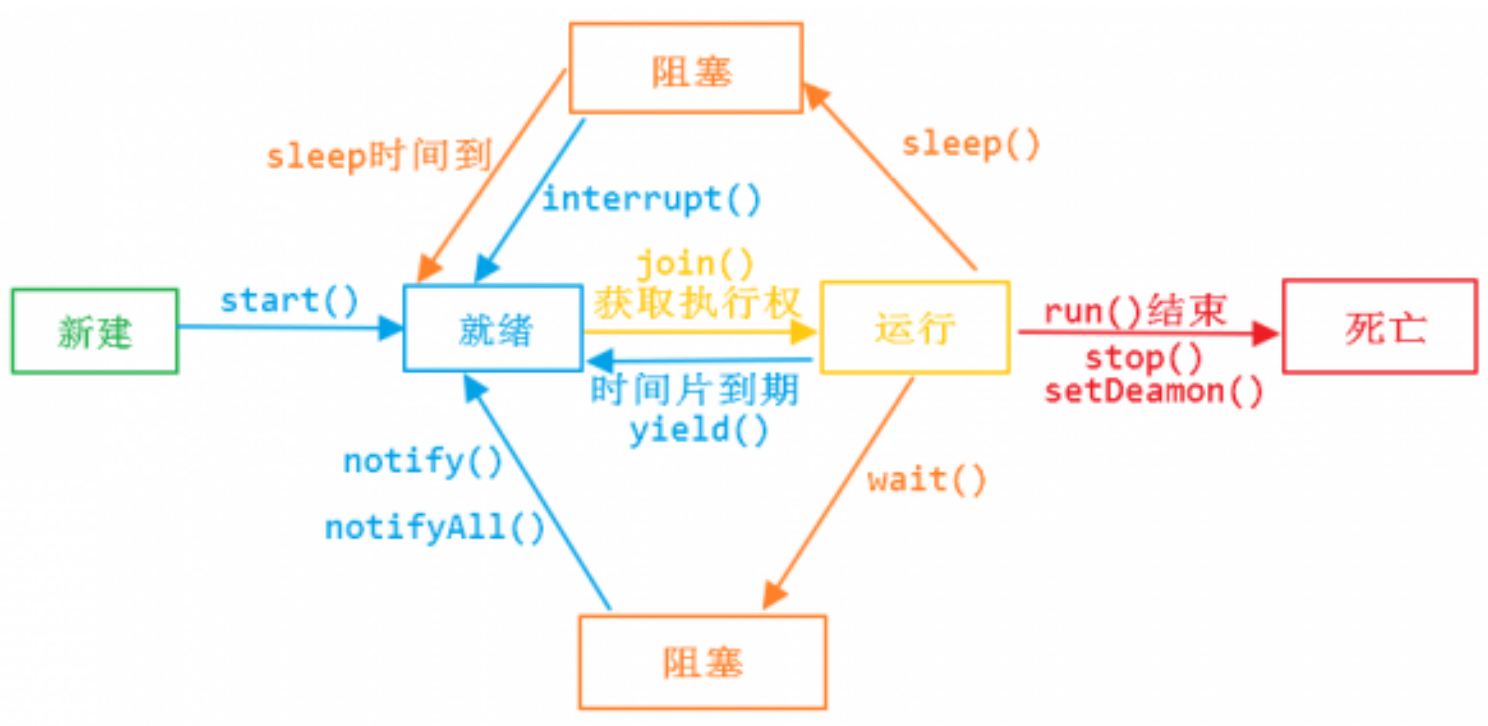 阻塞
sleep时间到
sleep()
interrupt()
新建
start()
就绪
join()
获取执行权
时间片到期
yield()
运行
run()结束
stop()
setDeamon()
死亡
notify()
notifyAll()
wait()
阻塞